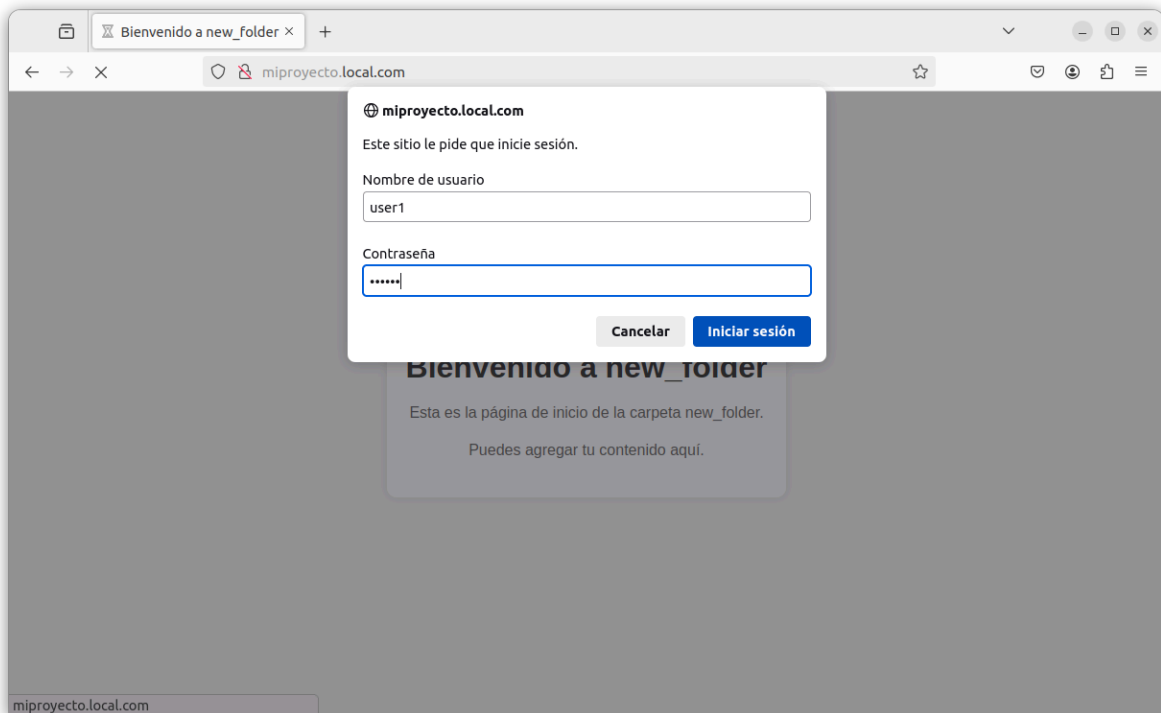 Bienvenido a new_folder
miproyecto.local.com
miproyecto.local.com
Este sitio le pide que inicie sesión.
Nombre de usuario
user1
Contraseña
••••••
Cancelar
Iniciar sesión
Bienvenido a new_folder
Esta es la página de inicio de la carpeta new_folder.
Puedes agregar tu contenido aquí.
miproyecto.local.com